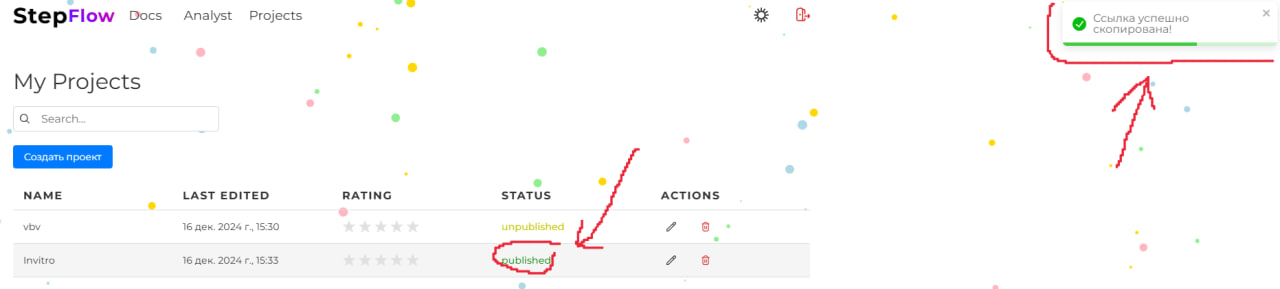 StepFlow Docs Analyst Projects
Ссылка успешно
скопирована!
My Projects
Search...
Создать проект
NAME LAST EDITED RATING STATUS ACTIONS
vbv 16 дек. 2024 г., 15:30 unpublished
Invitro 16 дек. 2024 г., 15:33 published